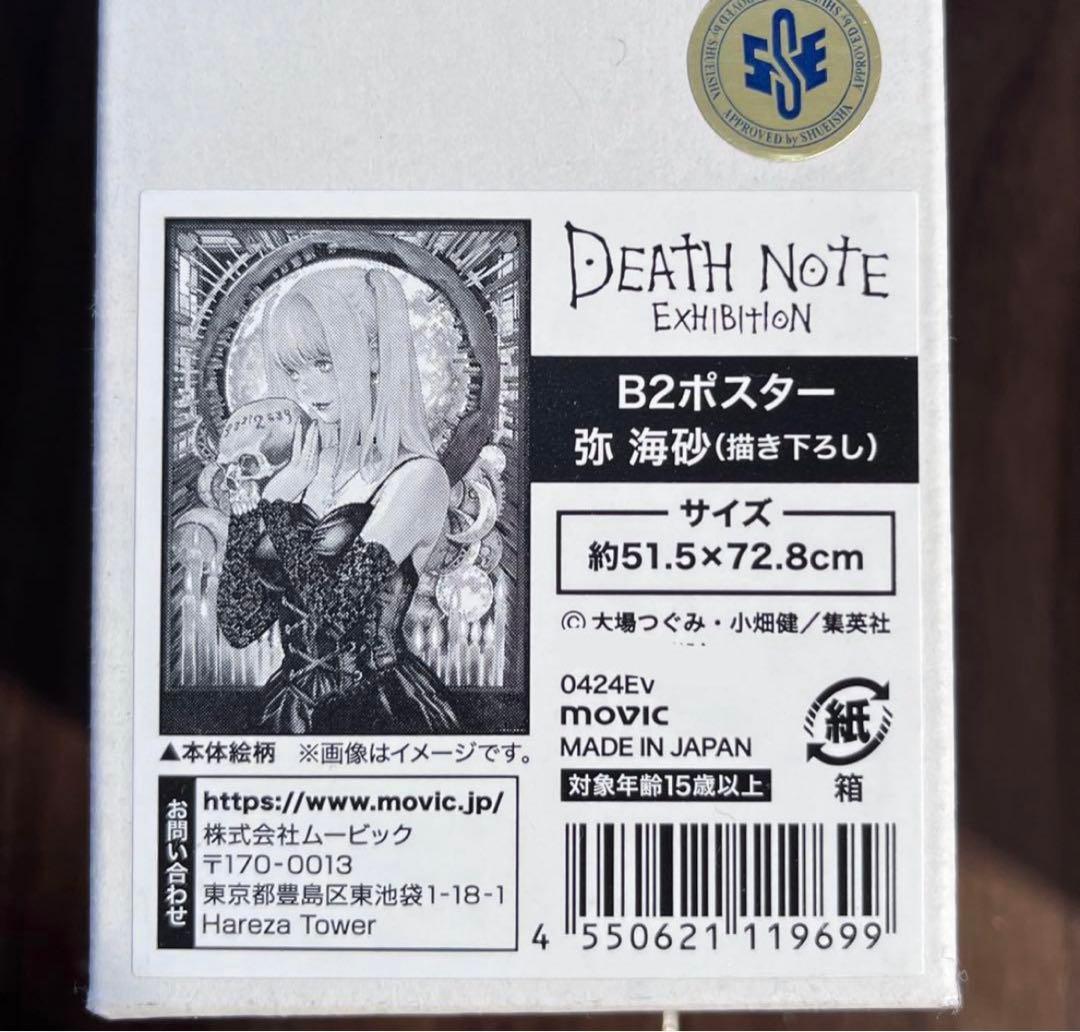 SSE
APPROVED by SHUEISHA
DEATH NOTE
EXHIBITION
B2ポスター
弥 海砂(描き下ろし)
サイズ
約51.5×72.8cm
©大場つぐみ・小畑健／集英社
0424EV
movic
MADE IN JAPAN
対象年齢15歳以上
紙
箱
▲本体絵柄 ※画像はイメージです。
お問い合わせ
https://www.movic.jp/
株式会社ムービック
〒170-0013
東京都豊島区東池袋1-18-1
Hareza Tower
4 550621 119699